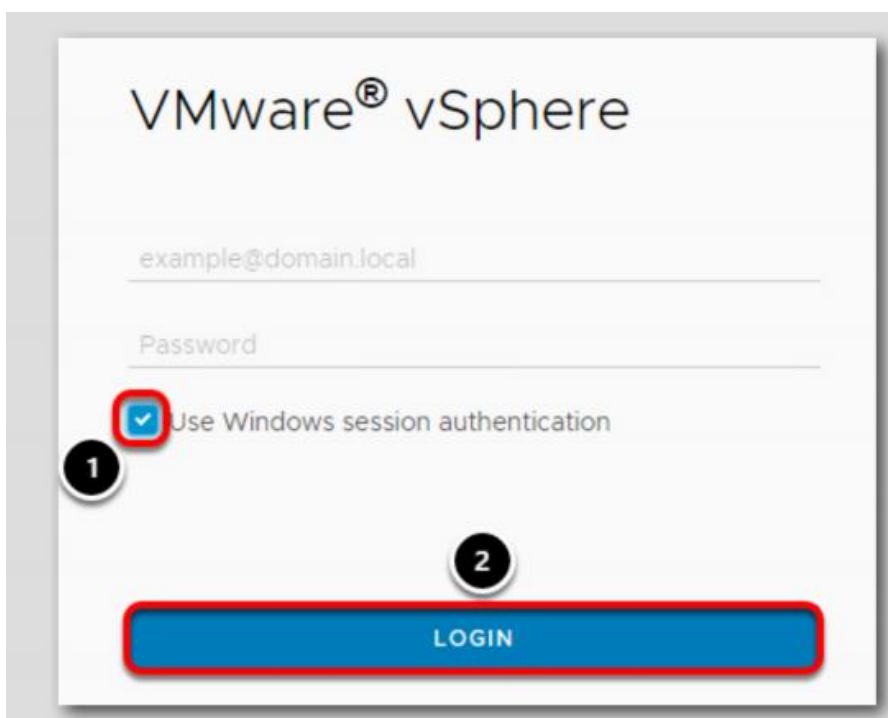 VMware® vSphere
example@domain.local
Password
Use Windows session authentication
1
2
LOGIN